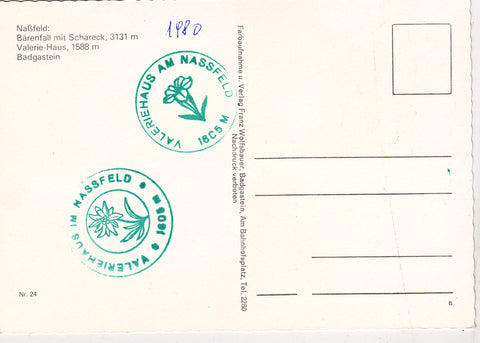 Naßfeld:
Bärenfall mit Schareck, 3131 m
Valerie-Haus, 1588 m
Badgastein
1980
VALERIEHAUS AM NASSFELD
1605 M
VALERIEHAUS IM NASSFELD
1605 m
Farbaufnahme u. Verlag Franz Wolfsbauer, Badgastein, Am Bahnhofsplatz, Tel. 2280
Nachdruck verboten
Nr. 24
B